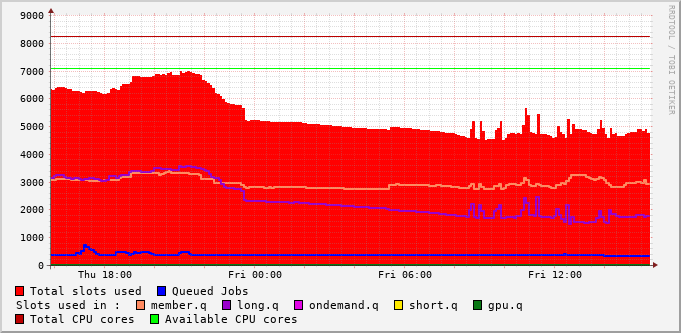 9000
8000
7000
6000
5000
4000
3000
2000
1000
0
Thu 18:00 Fri 00:00 Fri 06:00 Fri 12:00
RRDTOOL / TOBI OETIKER
Total slots used Queued Jobs
Slots used in : member.q long.q ondemand.q short.q gpu.q
Total CPU cores Available CPU cores